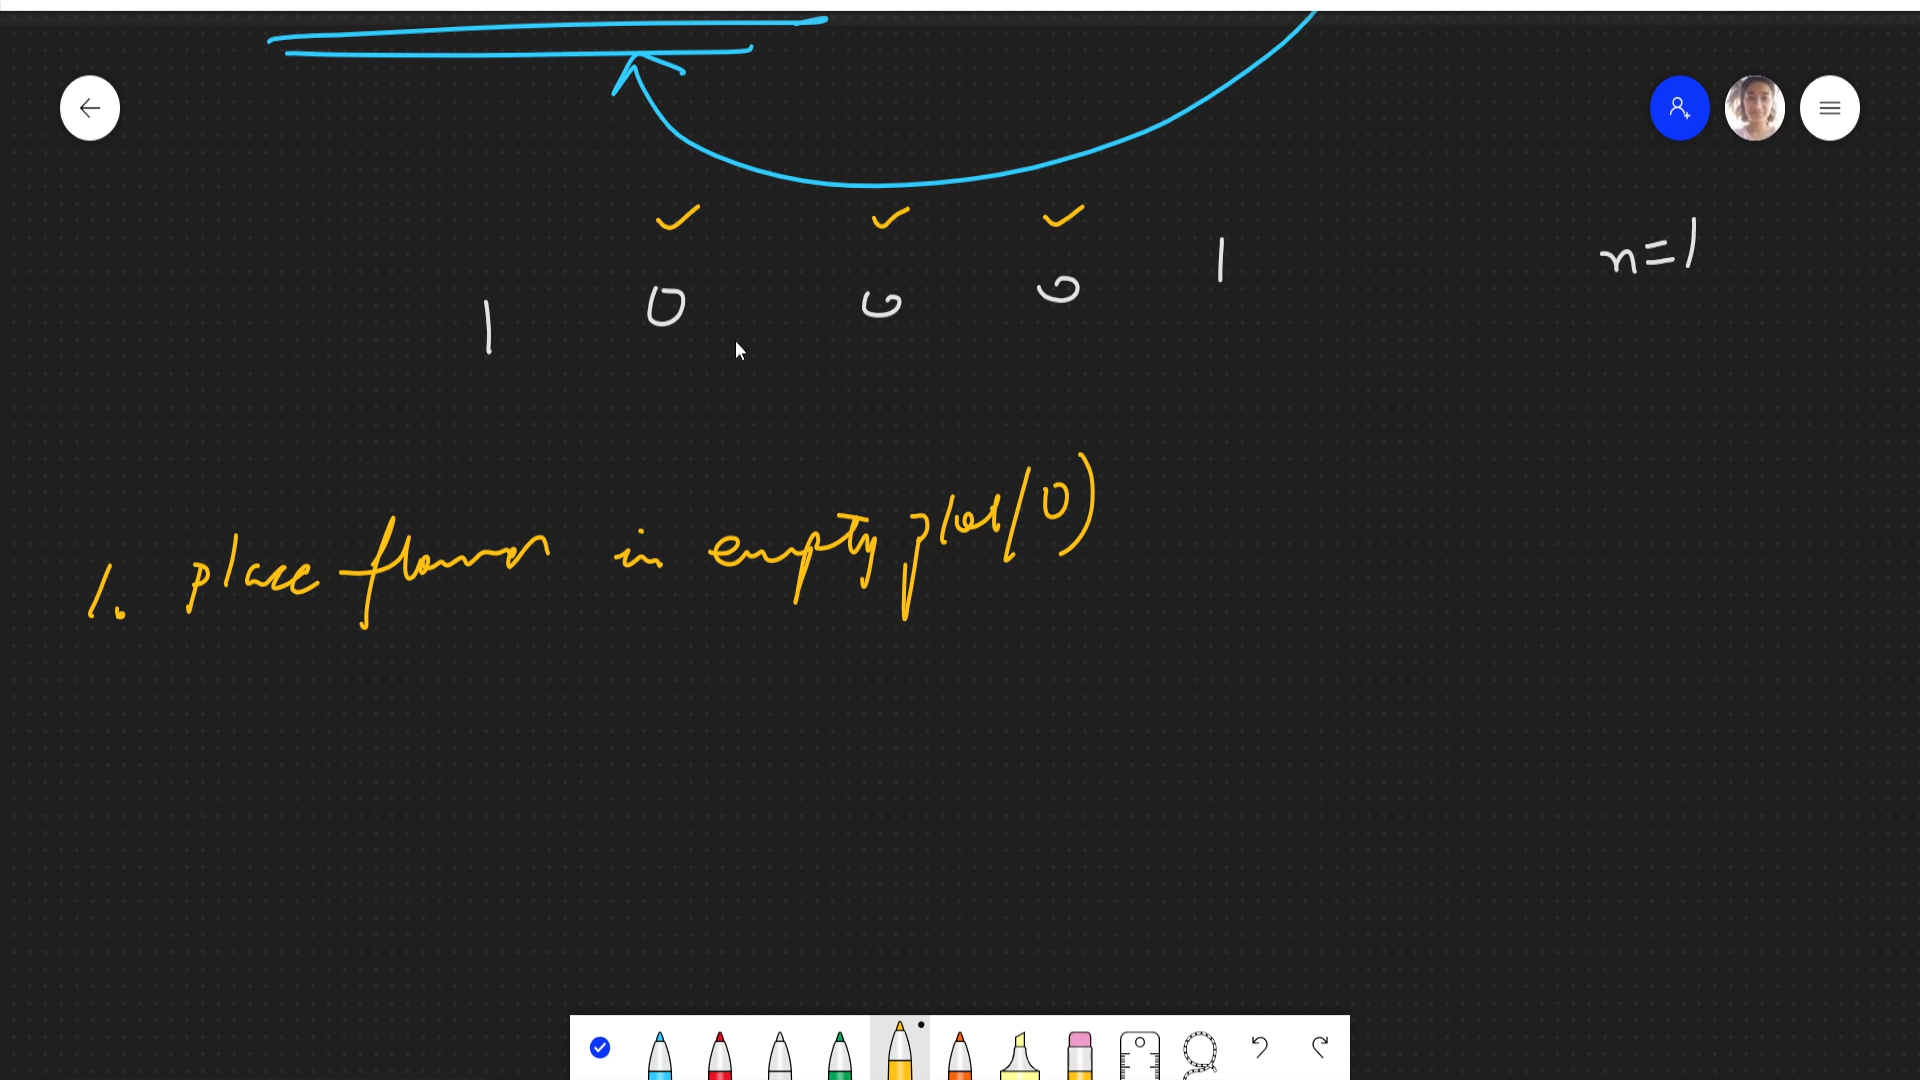 1 0 0 0 1 n=1
1. place flower in empty plot/0)